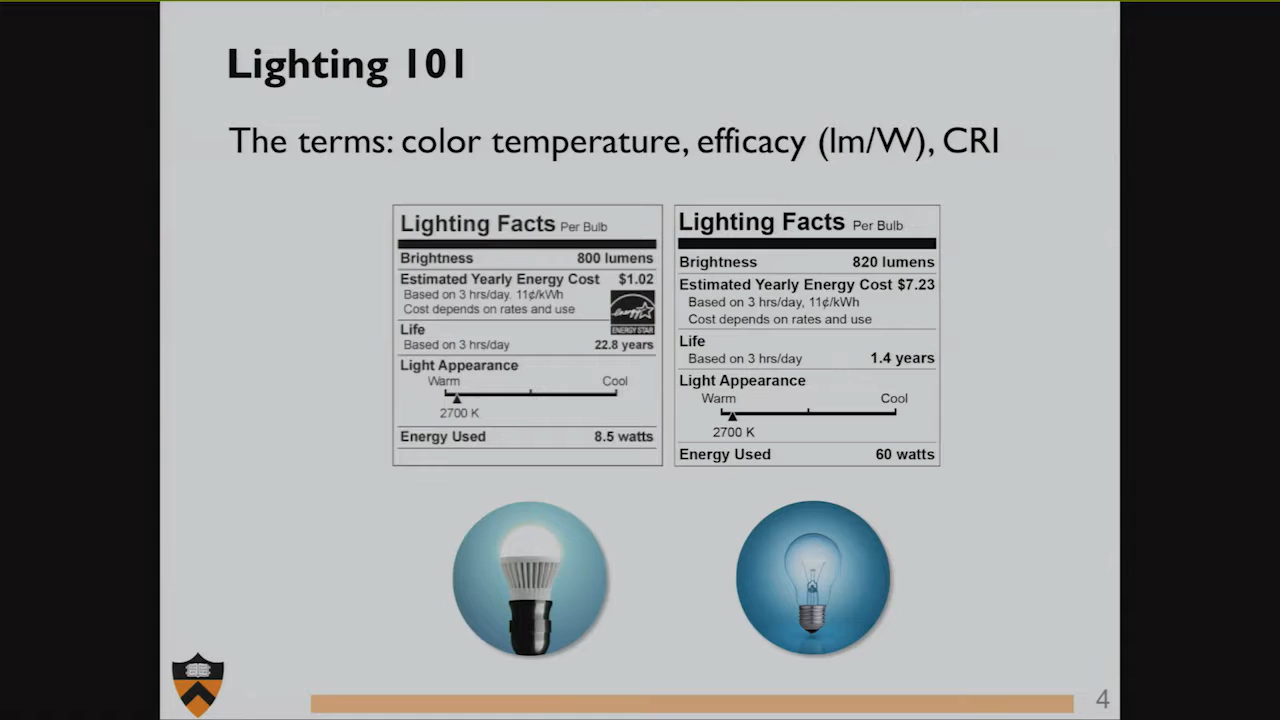 Lighting 101
The terms: color temperature, efficacy (lm/W), CRI
Lighting Facts Per Bulb
Brightness 800 lumens
Estimated Yearly Energy Cost $1.02
Based on 3 hrs/day. 11¢/kWh
Cost depends on rates and use
ENERGY STAR
Life
Based on 3 hrs/day 22.8 years
Light Appearance
Warm Cool
2700 K
Energy Used 8.5 watts
Lighting Facts Per Bulb
Brightness 820 lumens
Estimated Yearly Energy Cost $7.23
Based on 3 hrs/day, 11¢/kWh
Cost depends on rates and use
Life
Based on 3 hrs/day 1.4 years
Light Appearance
Warm Cool
2700 K
Energy Used 60 watts
4